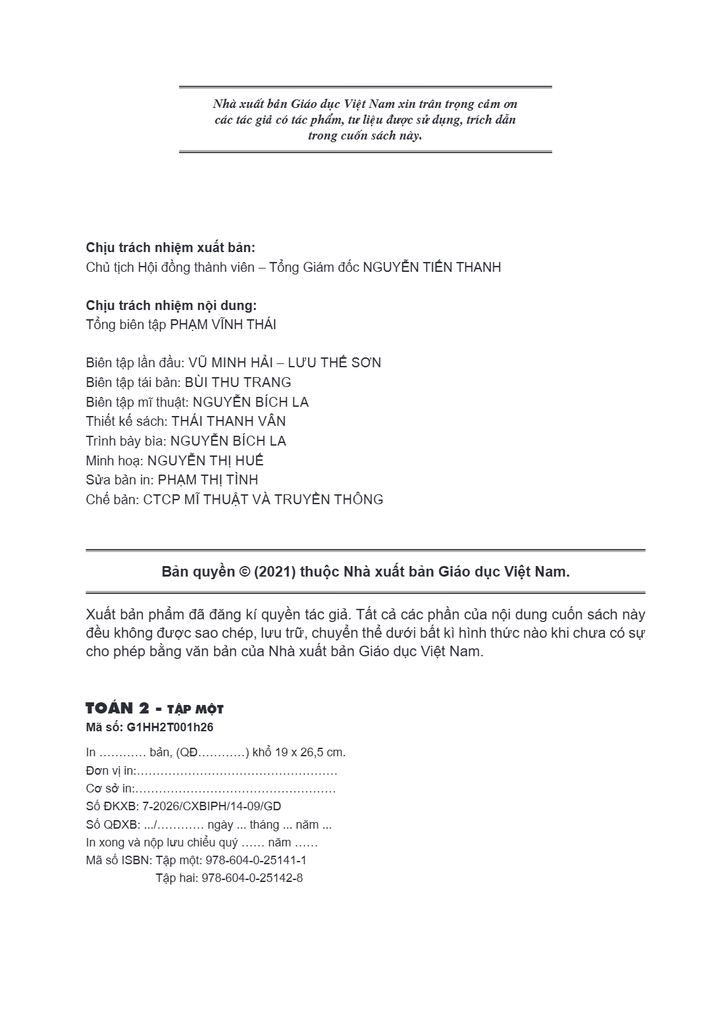 Nhà xuất bản Giáo dục Việt Nam xin trân trọng cảm ơn
các tác giả có tác phẩm, tư liệu được sử dụng, trích dẫn
trong cuốn sách này.
Chịu trách nhiệm xuất bản:
Chủ tịch Hội đồng thành viên – Tổng Giám đốc NGUYỄN TIẾN THANH
Chịu trách nhiệm nội dung:
Tổng biên tập PHẠM VĨNH THÁI
Biên tập lần đầu: VŨ MINH HẢI – LƯU THẾ SƠN
Biên tập tái bản: BÙI THU TRANG
Biên tập mĩ thuật: NGUYỄN BÍCH LA
Thiết kế sách: THÁI THANH VÂN
Trình bày bìa: NGUYỄN BÍCH LA
Minh hoạ: NGUYỄN THỊ HUẾ
Sửa bản in: PHẠM THỊ TÌNH
Chế bản: CTCP MĨ THUẬT VÀ TRUYỀN THÔNG
Bản quyền © (2021) thuộc Nhà xuất bản Giáo dục Việt Nam.
Xuất bản phẩm đã đăng kí quyền tác giả. Tất cả các phần của nội dung cuốn sách này
đều không được sao chép, lưu trữ, chuyển thể dưới bất kì hình thức nào khi chưa có sự
cho phép bằng văn bản của Nhà xuất bản Giáo dục Việt Nam.
TOÁN 2 - TẬP MỘT
Mã số: G1HH2T001h26
In ………… bản, (QĐ…………) khổ 19 x 26,5 cm.
Đơn vị in:……………………………………………
Cơ sở in:……………………………………………
Số ĐKXB: 7-2026/CXBIPH/14-09/GD
Số QĐXB: .../………… ngày ... tháng ... năm ...
In xong và nộp lưu chiểu quý …… năm ……
Mã số ISBN: Tập một: 978-604-0-25141-1
Tập hai: 978-604-0-25142-8